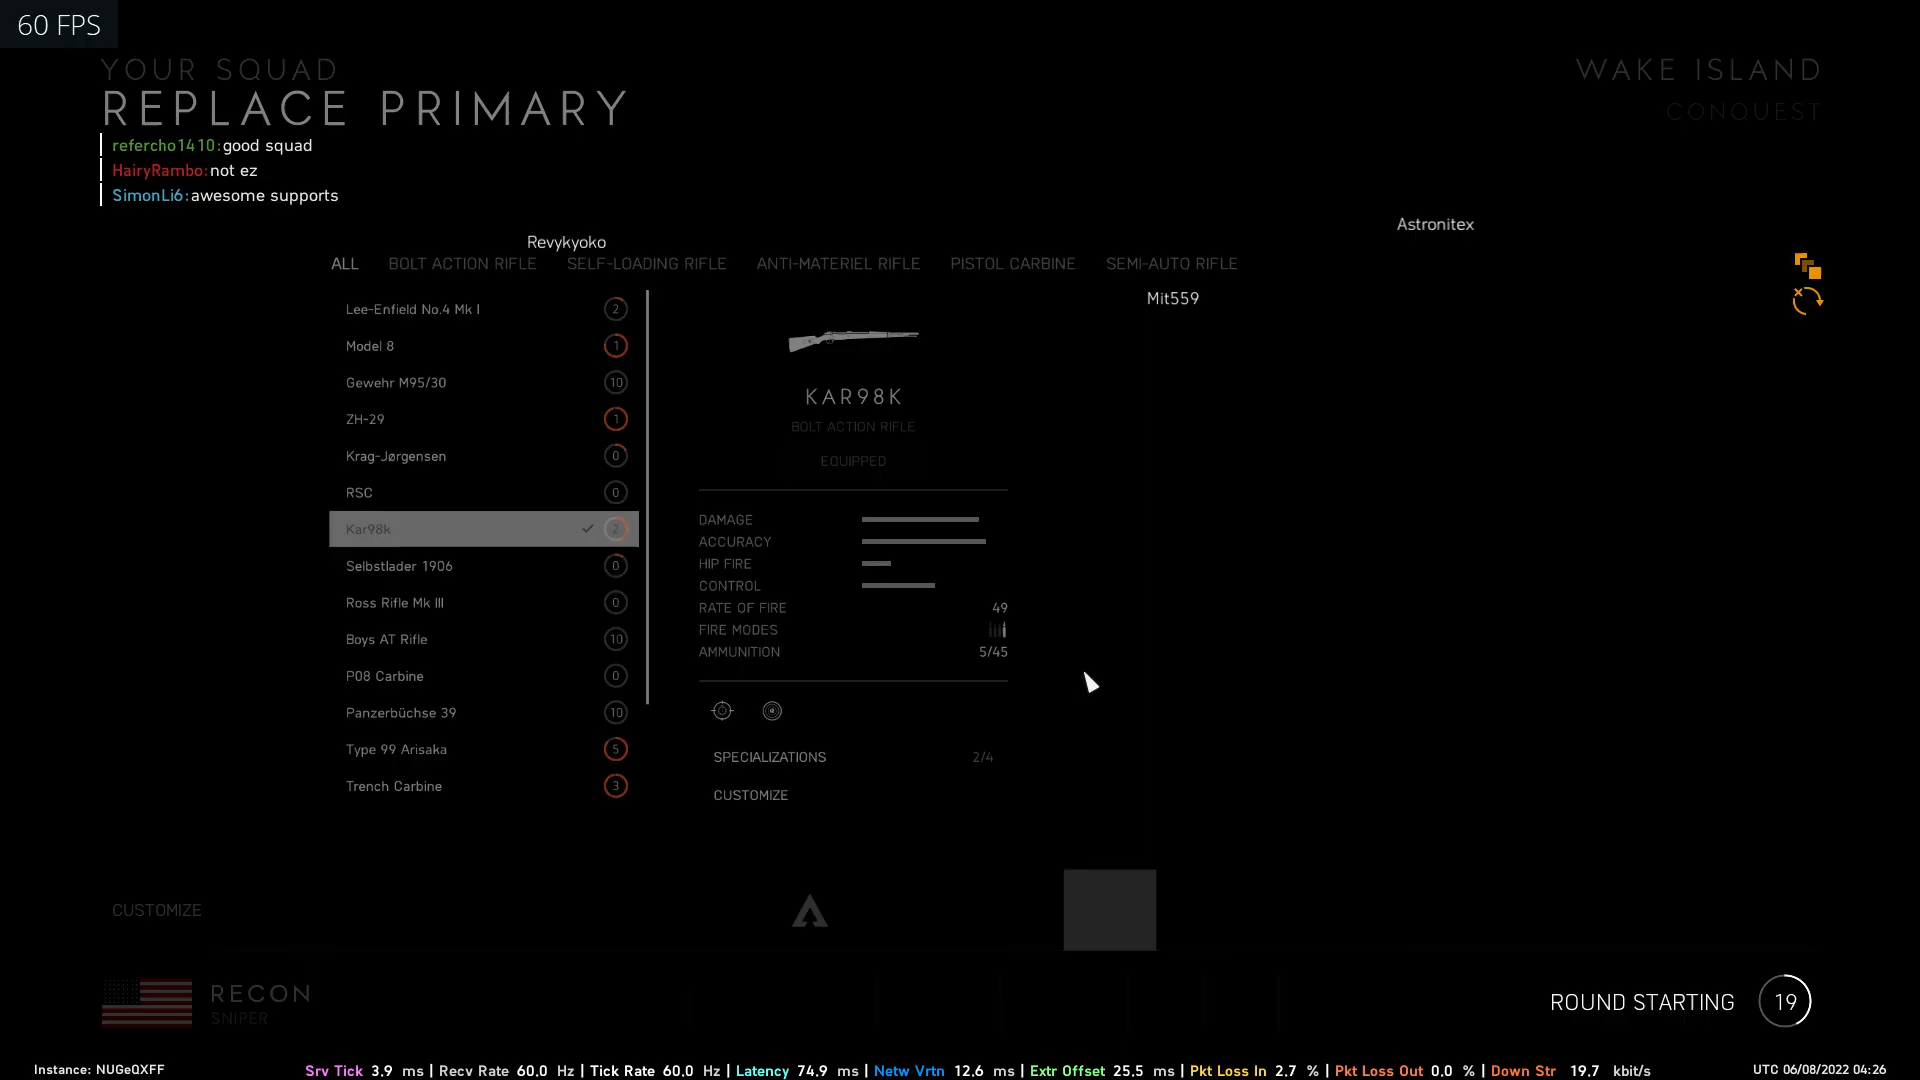 60 FPS
YOUR SQUAD
REPLACE PRIMARY
WAKE ISLAND
CONQUEST
refercho1410:good squad
HairyRambo:not ez
SimonLi6:awesome supports
Astronitex
Revykyoko
ALL BOLT ACTION RIFLE SELF-LOADING RIFLE ANTI-MATERIEL RIFLE PISTOL CARBINE SEMI-AUTO RIFLE
Mit559
Lee-Enfield No.4 Mk I 2
Model 8 1
Gewehr M95/30 10
ZH-29 1
Krag-Jørgensen 0
RSC 0
Kar98k 2
Selbstlader 1906 0
Ross Rifle Mk III 0
Boys AT Rifle 10
P08 Carbine 0
Panzerbüchse 39 10
Type 99 Arisaka 5
Trench Carbine 3
KAR98K
BOLT ACTION RIFLE
EQUIPPED
DAMAGE
ACCURACY
HIP FIRE
CONTROL
RATE OF FIRE 49
FIRE MODES
AMMUNITION 5/45
SPECIALIZATIONS 2/4
CUSTOMIZE
CUSTOMIZE
RECON
SNIPER
ROUND STARTING 19
Instance: NUGeQXFF
Srv Tick 3.9 ms | Recv Rate 60.0 Hz | Tick Rate 60.0 Hz | Latency 74.9 ms | Netw Vrtn 12.6 ms | Extr Offset 25.5 ms | Pkt Loss In 2.7 % | Pkt Loss Out 0.0 % | Down Str 19.7 kbit/s
UTC 06/08/2022 04:26